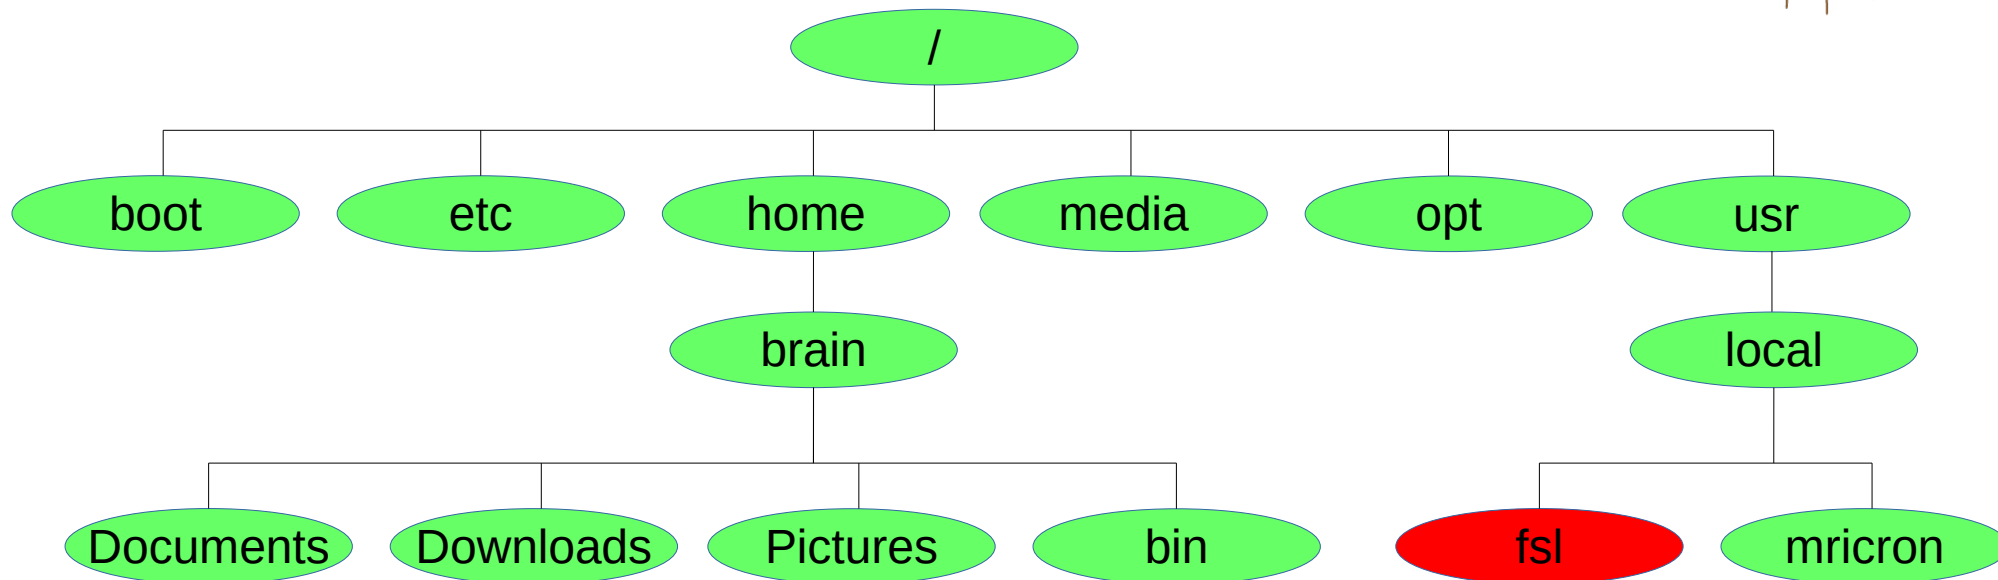 /
boot etc home media opt usr
brain local
Documents Downloads Pictures bin fsl mricron